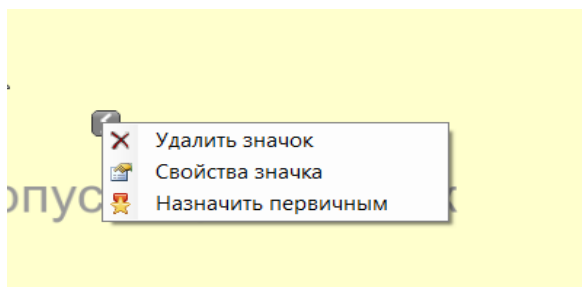 Удалить значок
Свойства значка
Назначить первичным